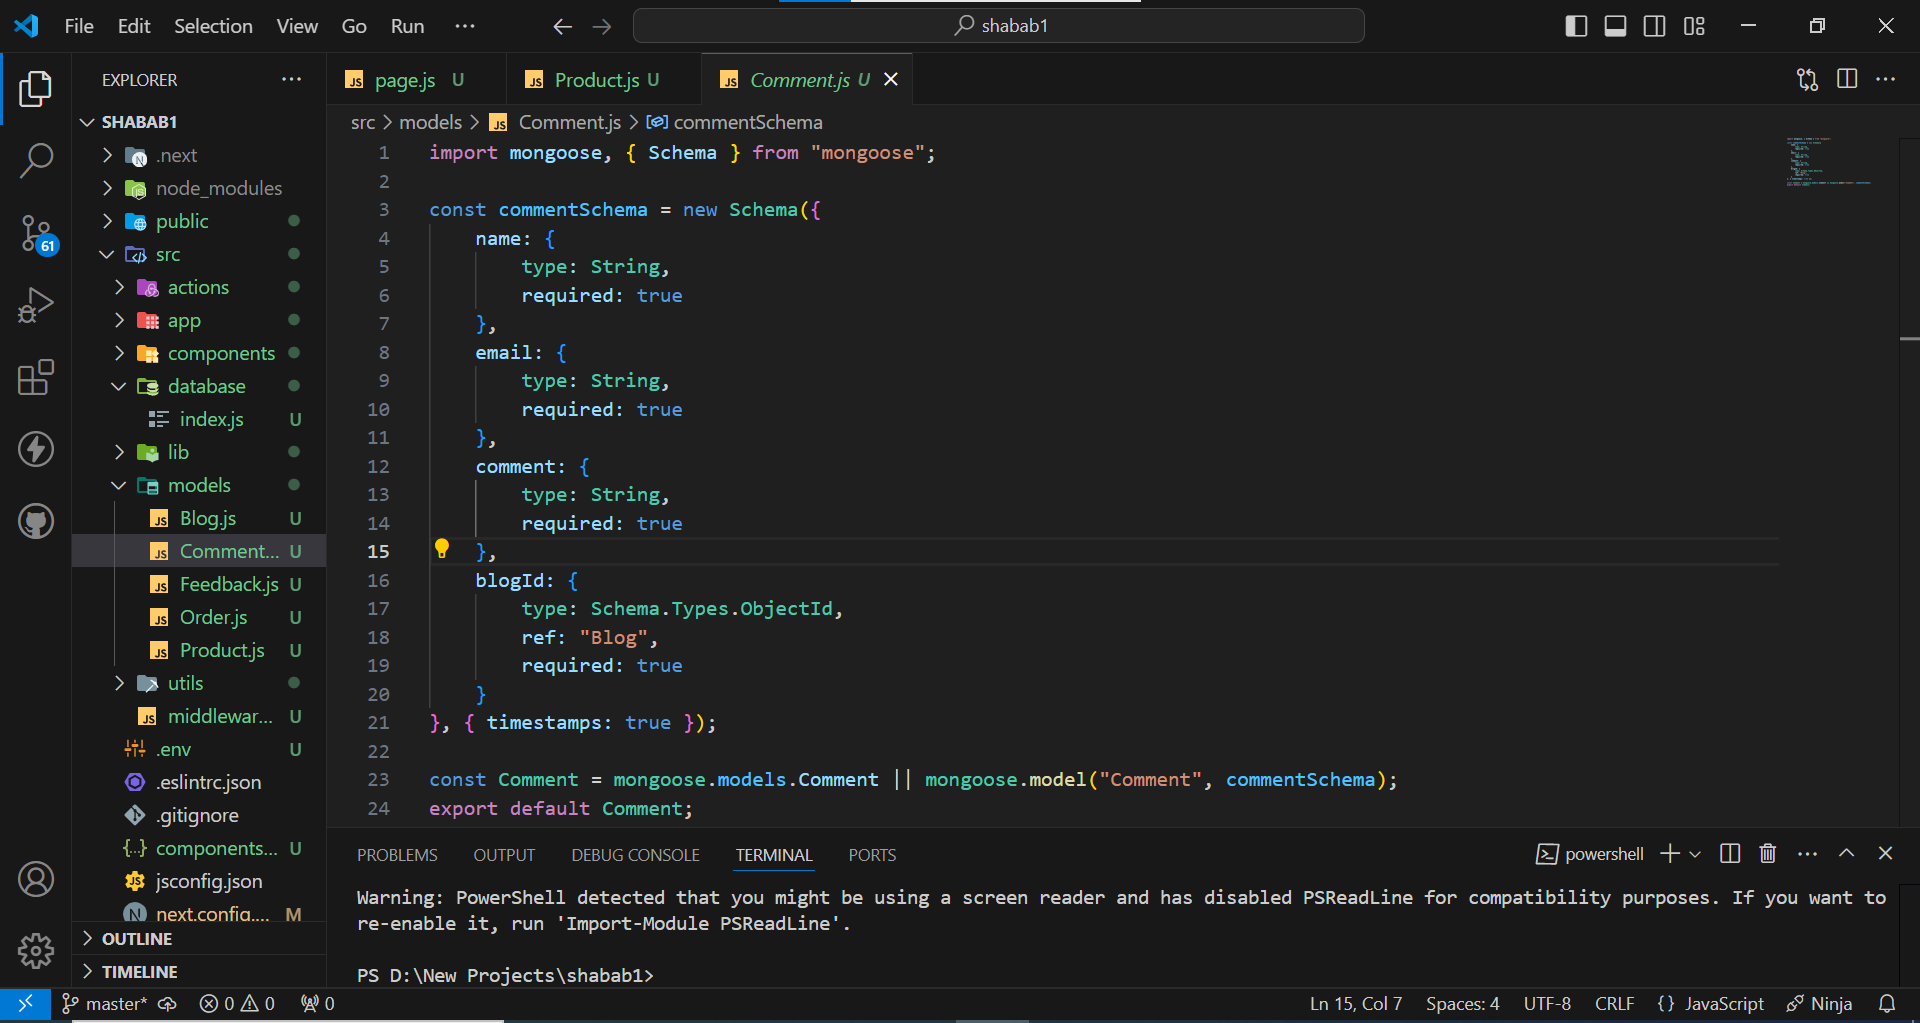 File Edit Selection View Go Run ···
shabab1
EXPLORER
SHABAB1
.next
node_modules
public
src
actions
app
components
database
index.js U
lib
models
Blog.js U
Comment... U
Feedback.js U
Order.js U
Product.js U
utils
middlewar... U
.env U
.eslintrc.json
.gitignore
components... U
jsconfig.json
next.config.... M
OUTLINE
TIMELINE
61
page.js U
Product.js U
Comment.js U
src > models > JS Comment.js > commentSchema
1 import mongoose, { Schema } from "mongoose";
2
3 const commentSchema = new Schema({
4 name: {
5 type: String,
6 required: true
7 },
8 email: {
9 type: String,
10 required: true
11 },
12 comment: {
13 type: String,
14 required: true
15 },
16 blogId: {
17 type: Schema.Types.ObjectId,
18 ref: "Blog",
19 required: true
20 }
21 }, { timestamps: true });
22
23 const Comment = mongoose.models.Comment || mongoose.model("Comment", commentSchema);
24 export default Comment;
PROBLEMS OUTPUT DEBUG CONSOLE TERMINAL PORTS
powershell
Warning: PowerShell detected that you might be using a screen reader and has disabled PSReadLine for compatibility purposes. If you want to
re-enable it, run 'Import-Module PSReadLine'.
PS D:\New Projects\shabab1>
master* 0 0 0
Ln 15, Col 7 Spaces: 4 UTF-8 CRLF {} JavaScript Ninja